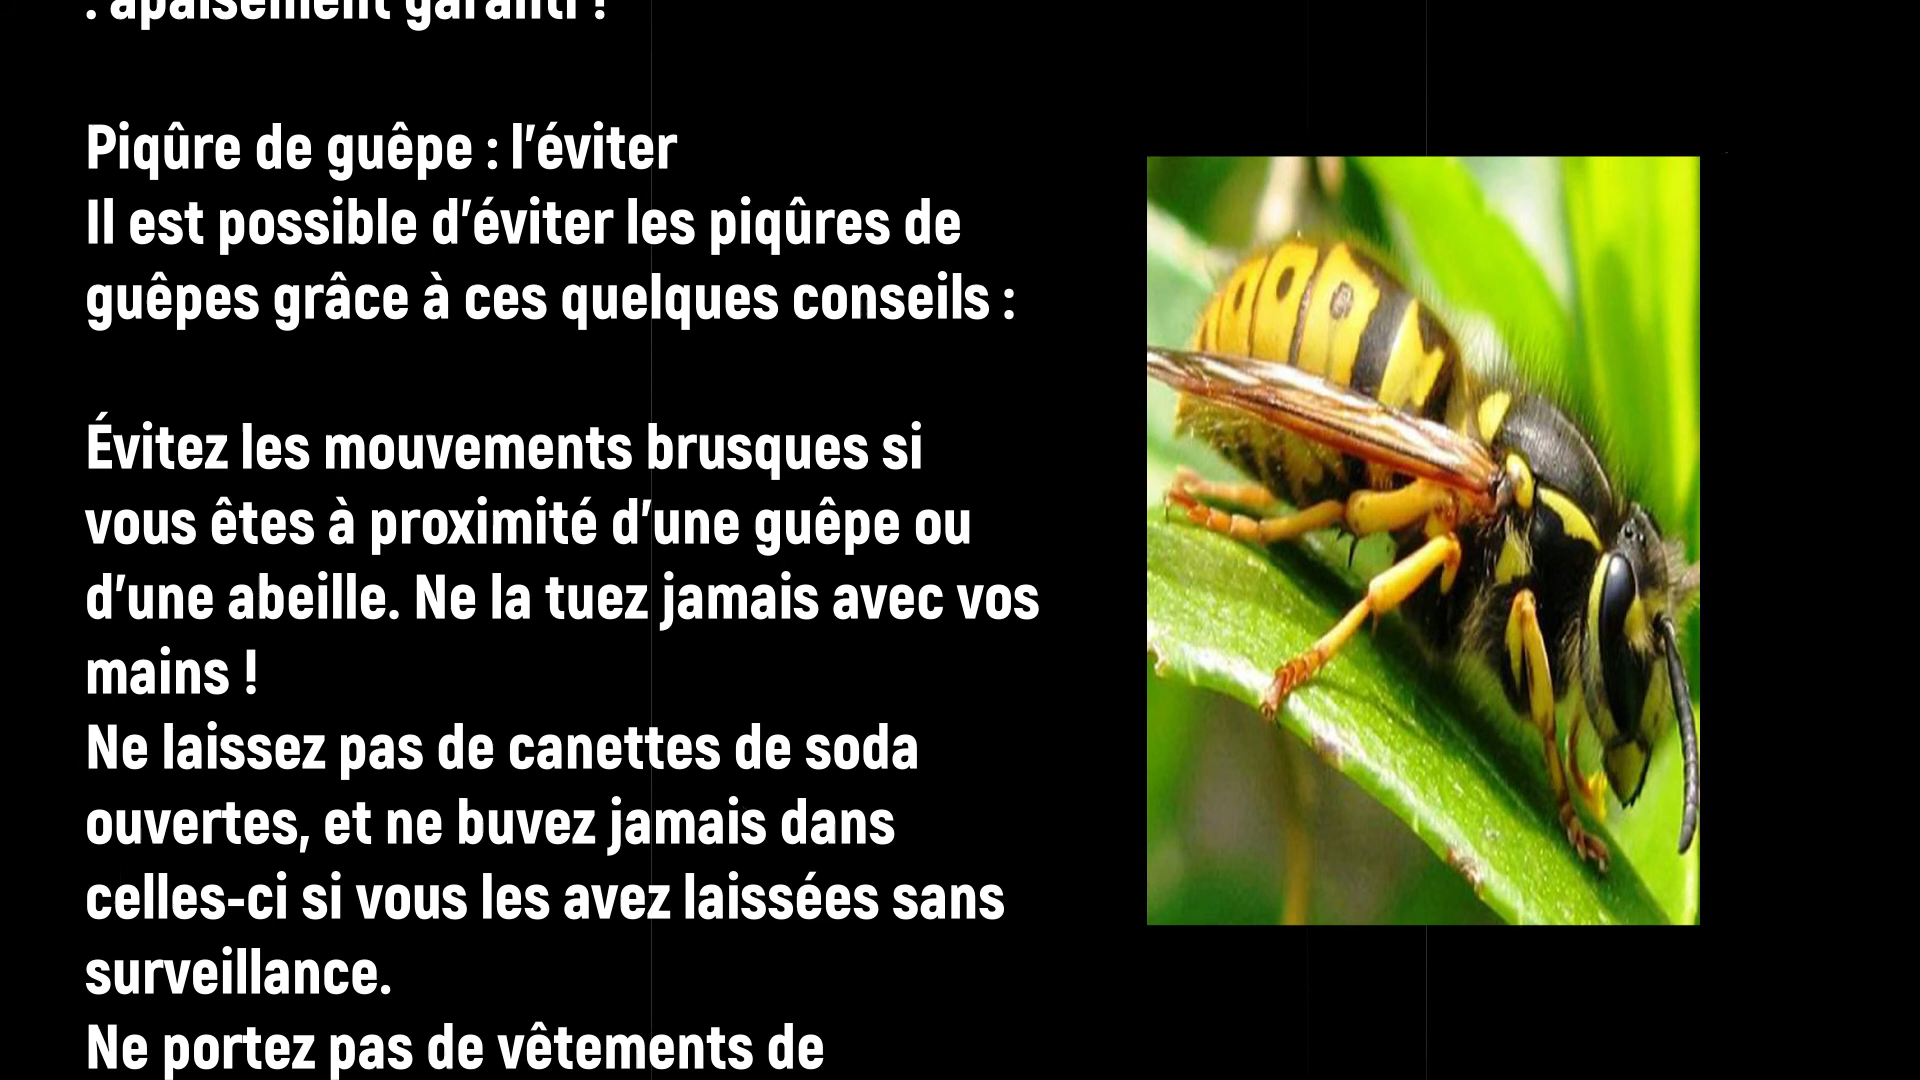 : apaisement garanti !
Piqûre de guêpe : l’éviter
Il est possible d’éviter les piqûres de
guêpes grâce à ces quelques conseils :
Évitez les mouvements brusques si
vous êtes à proximité d’une guêpe ou
d’une abeille. Ne la tuez jamais avec vos
mains !
Ne laissez pas de canettes de soda
ouvertes, et ne buvez jamais dans
celles-ci si vous les avez laissées sans
surveillance.
Ne portez pas de vêtements de